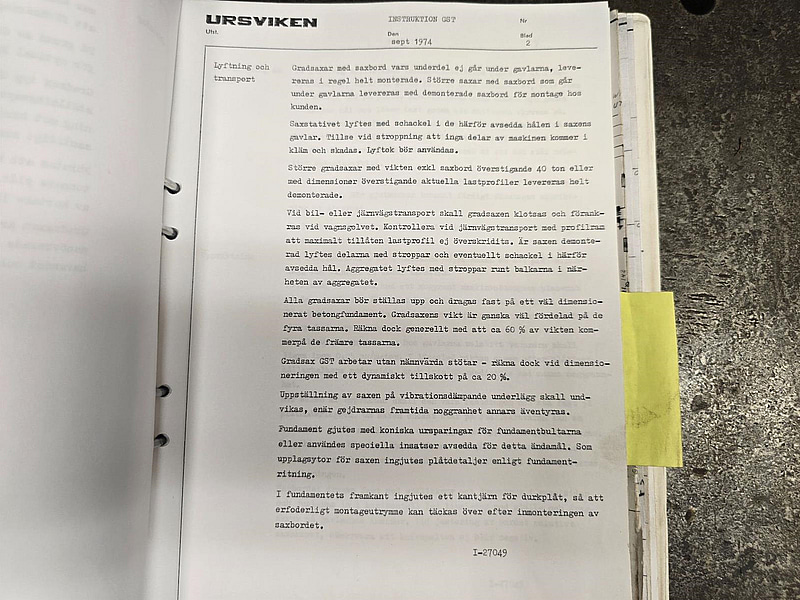 URSVIKEN
INSTRUKTION GST
Nr
Utst.
Den
sept 1974
Blad
2
Lyftning och
transport
Gradsaxar med saxbord vars underdel ej går under gavlarna, leve-
reras i regel helt monterade. Större saxar med saxbord som går
under gavlarna levereras med demonterade saxbord för montage hos
kunden.
Saxstativet lyftes med schackel i de härför avsedda hålen i saxens
gavlar. Tillse vid stroppning att inga delar av maskinen kommer i
kläm och skadas. Lyftok bör användas.
Större gradsaxar med vikten exkl saxbord överstigande 40 ton eller
med dimensioner överstigande aktuella lastprofiler levereras helt
demonterade.
Vid bil- eller järnvägstransport skall gradsaxen klotsas och förank-
ras vid vagnsgolvet. Kontrollera vid järnvägstransport med profilram
att maximalt tillåten lastprofil ej överskridits. Är saxen demonte-
rad lyftes delarna med stroppar och eventuellt schackel i härför
avsedda hål. Aggregatet lyftes med stroppar runt balkarna i när-
heten av aggregatet.
Alla gradsaxar bör ställas upp och dragas fast på ett väl dimensio-
nerat betongfundament. Gradsaxens vikt är ganska väl fördelad på de
fyra tassarna. Räkna dock generellt med att ca 60 % av vikten kom-
merpå de främre tassarna.
Gradsax GST arbetar utan nämnvärda stötar - räkna dock vid dimensio-
neringen med ett dynamiskt tillskott på ca 20 %.
Uppställning av saxen på vibrationsdämpande underlägg skall und-
vikas, enär gejdrarnas framtida noggranhet annars äventyras.
Fundament gjutes med koniska ursparingar för fundamentbultarna
eller användes speciella insatser avsedda för detta ändamål. Som
upplagsytor för saxen ingjutes plåtdetaljer enligt fundament-
ritning.
I fundamentets framkant ingjutes ett kantjärn för durkplåt, så att
erfoderligt montageutrymme kan täckas över efter inmonteringen av
saxbordet.
I-27049